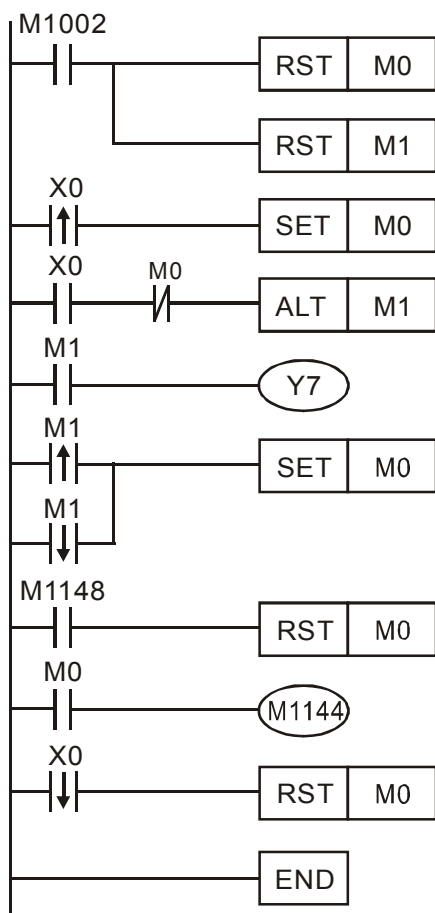 M1002
RST M0
RST M1
X0
SET M0
X0
M0
ALT M1
M1
Y7
M1
SET M0
M1
M1148
RST M0
M0
M1144
X0
RST M0
END